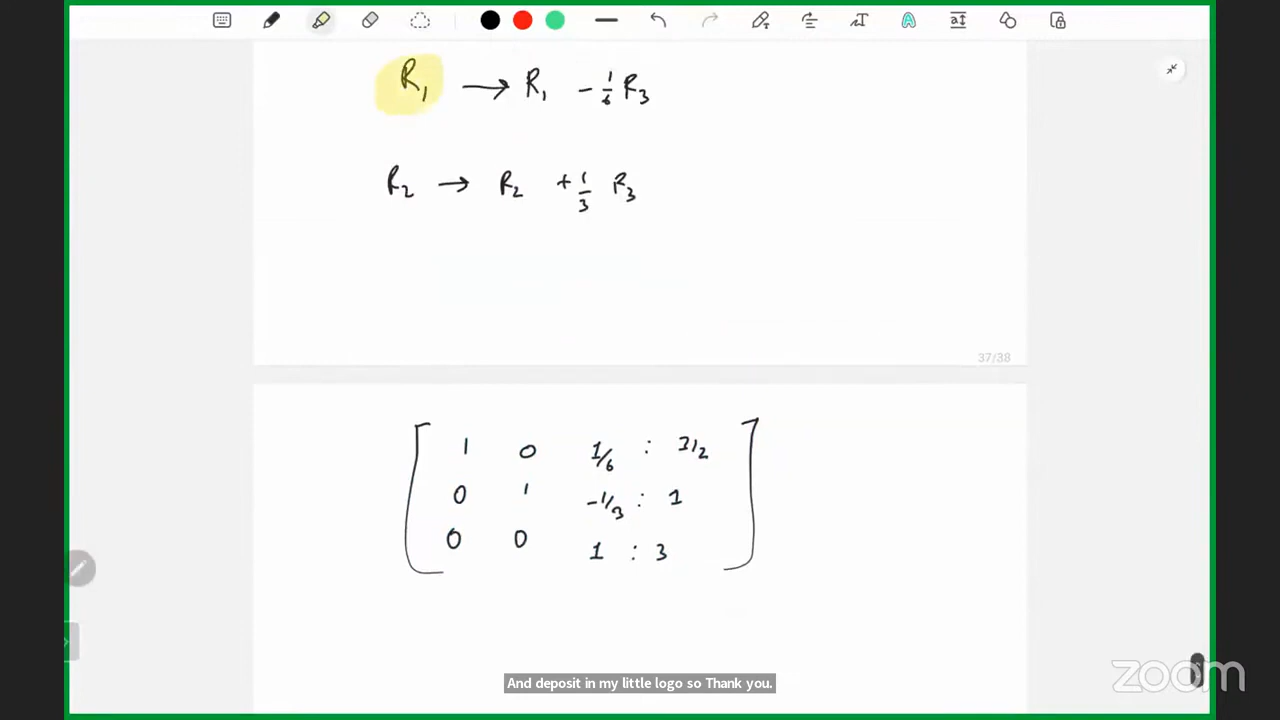 R₁ → R₁ - 1/6 R₃
R₂ → R₂ + 1/3 R₃
37/38
1 0 1/6 : 3/2
0 1 -1/3 : 1
0 0 1 : 3
And deposit in my little logo so Thank you.
zoom